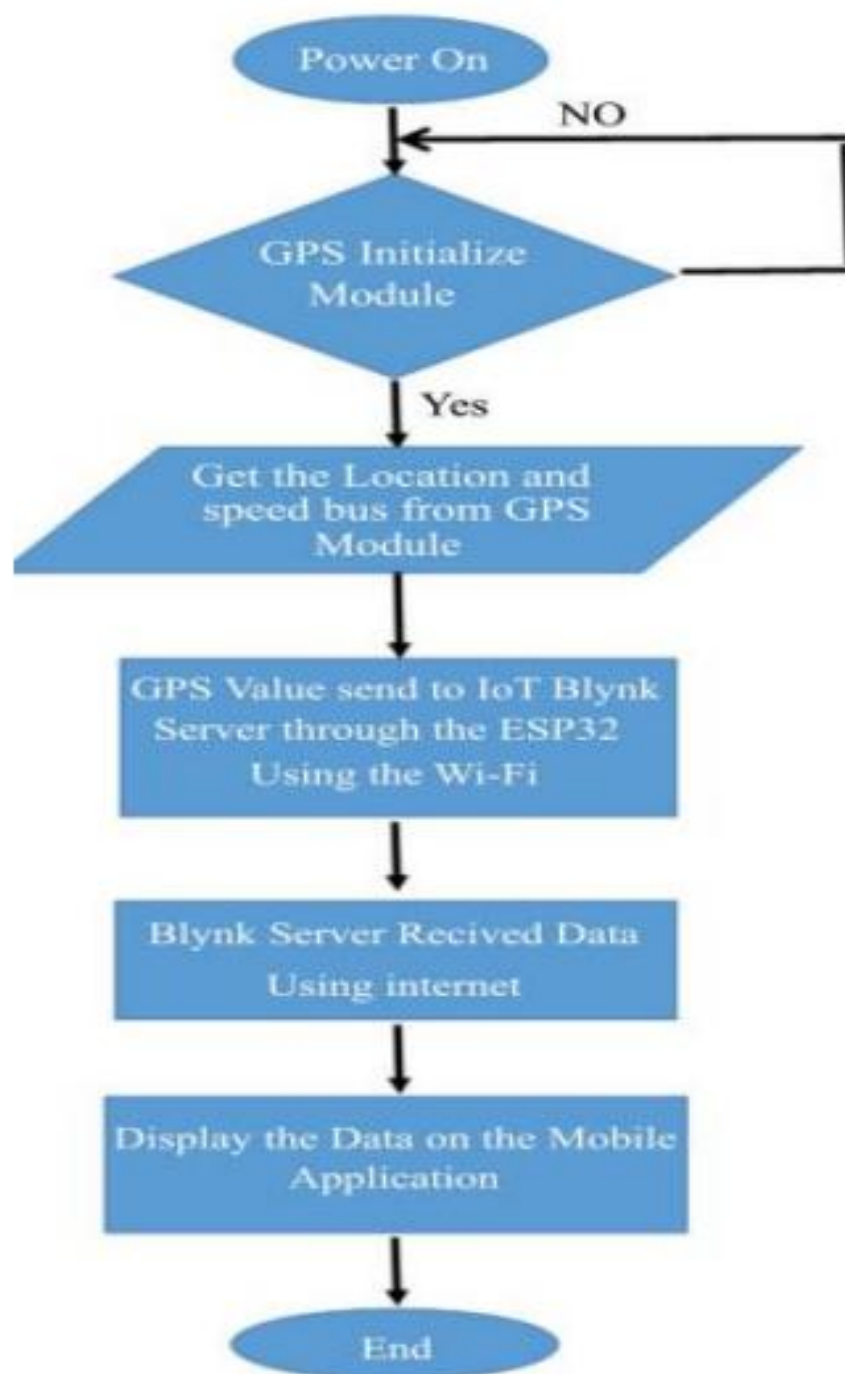 Power On
NO
GPS Initialize
Module
Yes
Get the Location and
speed bus from GPS
Module
GPS Value send to IoT Blynk
Server through the ESP32
Using the Wi-Fi
Blynk Server Recived Data
Using internet
Display the Data on the Mobile
Application
End